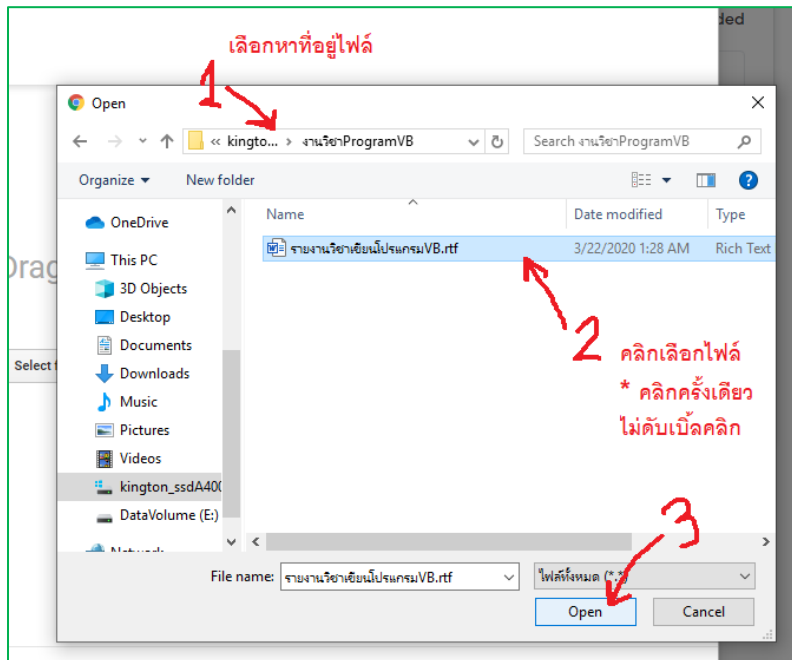 ded
เลือกหาที่อยู่ไฟล์
1
Open
« kingto... › งานวิชาProgramVB
Search งานวิชาProgramVB
Organize
New folder
Name
Date modified
Type
OneDrive
รายงานวิชาเขียนโปรแกรมVB.rtf
3/22/2020 1:28 AM
Rich Text
This PC
Drag
3D Objects
Desktop
2
คลิกเลือกไฟล์
Documents
Select f
Downloads
* คลิกครั้งเดียว
Music
ไม่ดับเบิ้ลคลิก
Pictures
Videos
kington_ssdA400
3
DataVolume (E:)
Network
File name:
รายงานวิชาเขียนโปรแกรมVB.rtf
ไฟล์ทั้งหมด (*.*)
Open
Cancel